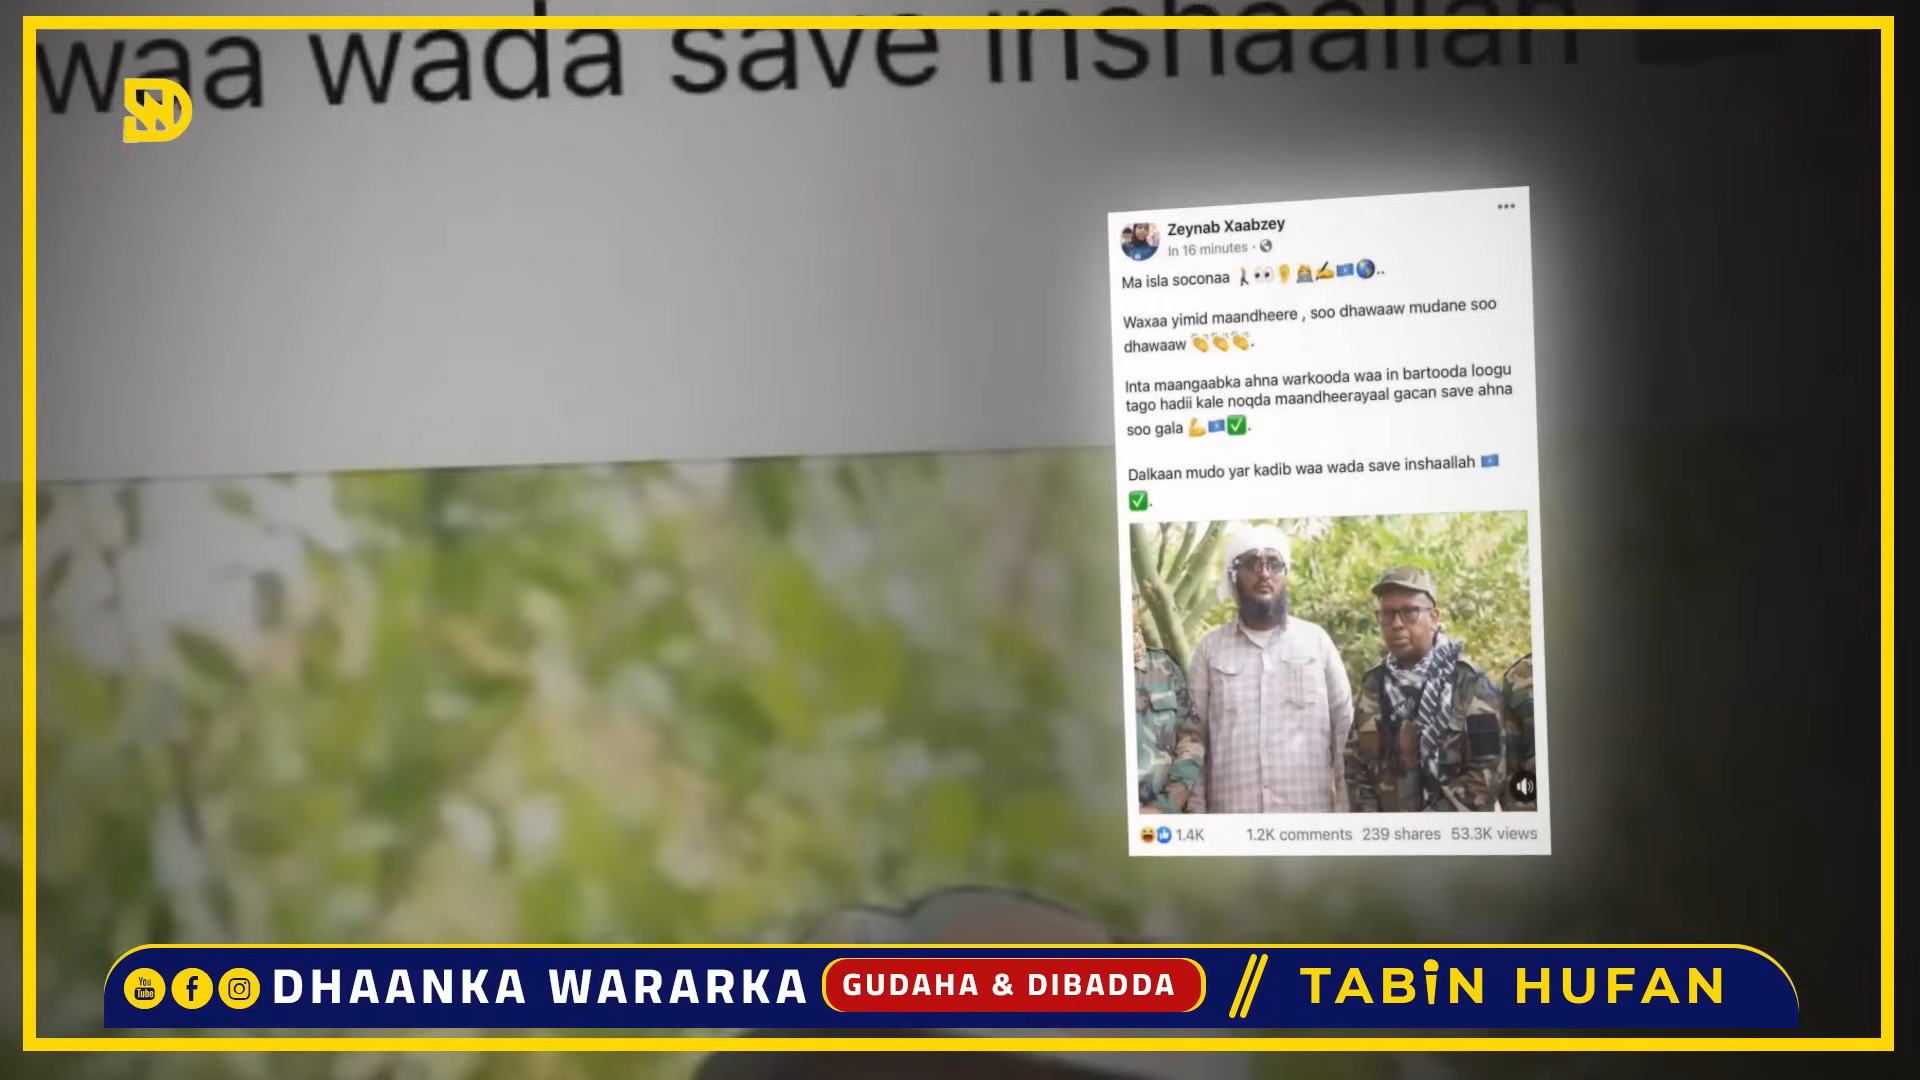 waa wada save inshaallah
Zeynab Xaabzey
In 16 minutes ·
Ma isla soconaa 🚶👀👂👩‍💻✍️🇸🇴🌎..
Waxaa yimid maandheere , soo dhawaaw mudane soo
dhawaaw 👏👏👏.
Inta maangaabka ahna warkooda waa in bartooda loogu
tago hadii kale noqda maandheerayaal gacan save ahna
soo gala 💪🇸🇴✅.
Dalkaan mudo yar kadib waa wada save inshaallah 🇸🇴
✅.
1.4K 1.2K comments 239 shares 53.3K views
You
Tube
DHAANKA WARARKA GUDAHA & DIBADDA // TABiN HUFAN